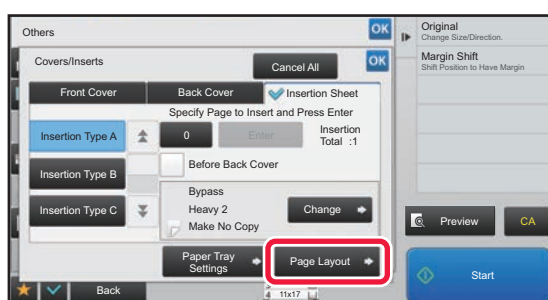 Others
OK
Covers/Inserts
Cancel All
OK
Front Cover
Back Cover
Insertion Sheet
Specify Page to Insert and Press Enter
Insertion Type A
0
Enter
Insertion
Total :1
Insertion Type B
Before Back Cover
Insertion Type C
Bypass
Heavy 2
Make No Copy
Change
Paper Tray
Settings
Page Layout
Back
4
11x17
Original
Change Size/Direction.
Margin Shift
Shift Position to Have Margin
Preview
CA
Start